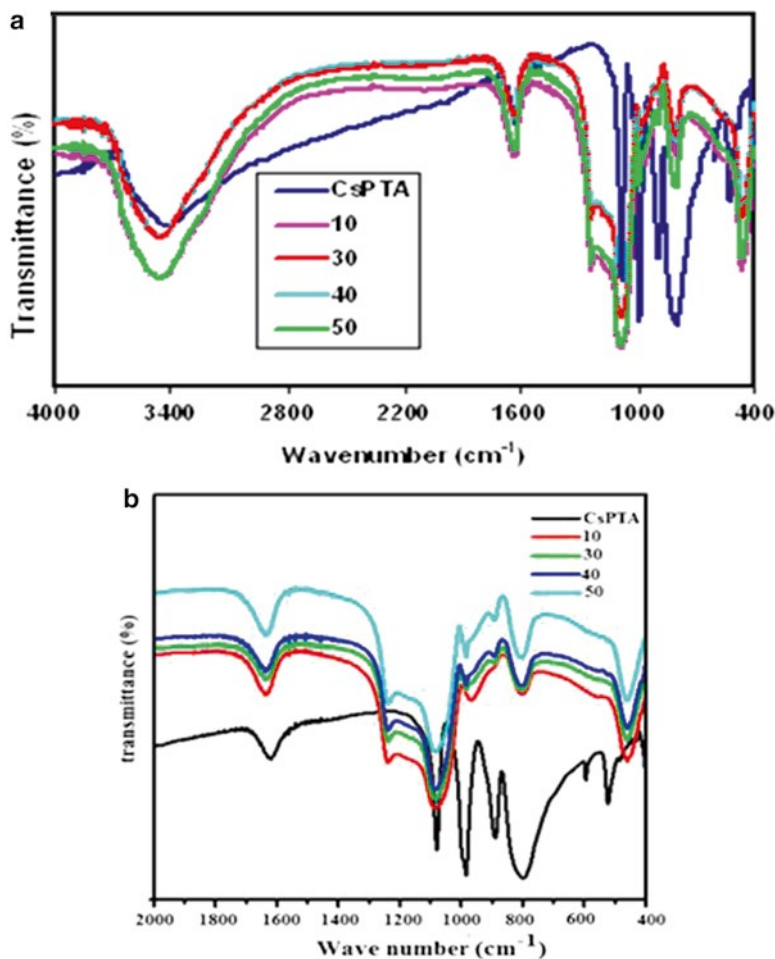 a
Transmittance (%)
CsPTA
10
30
40
50
4000 3400 2800 2200 1600 1000 400
Wavenumber (cm⁻¹)
b
transmittance (%)
CsPTA
10
30
40
50
2000 1800 1600 1400 1200 1000 800 600 400
Wave number (cm⁻¹)